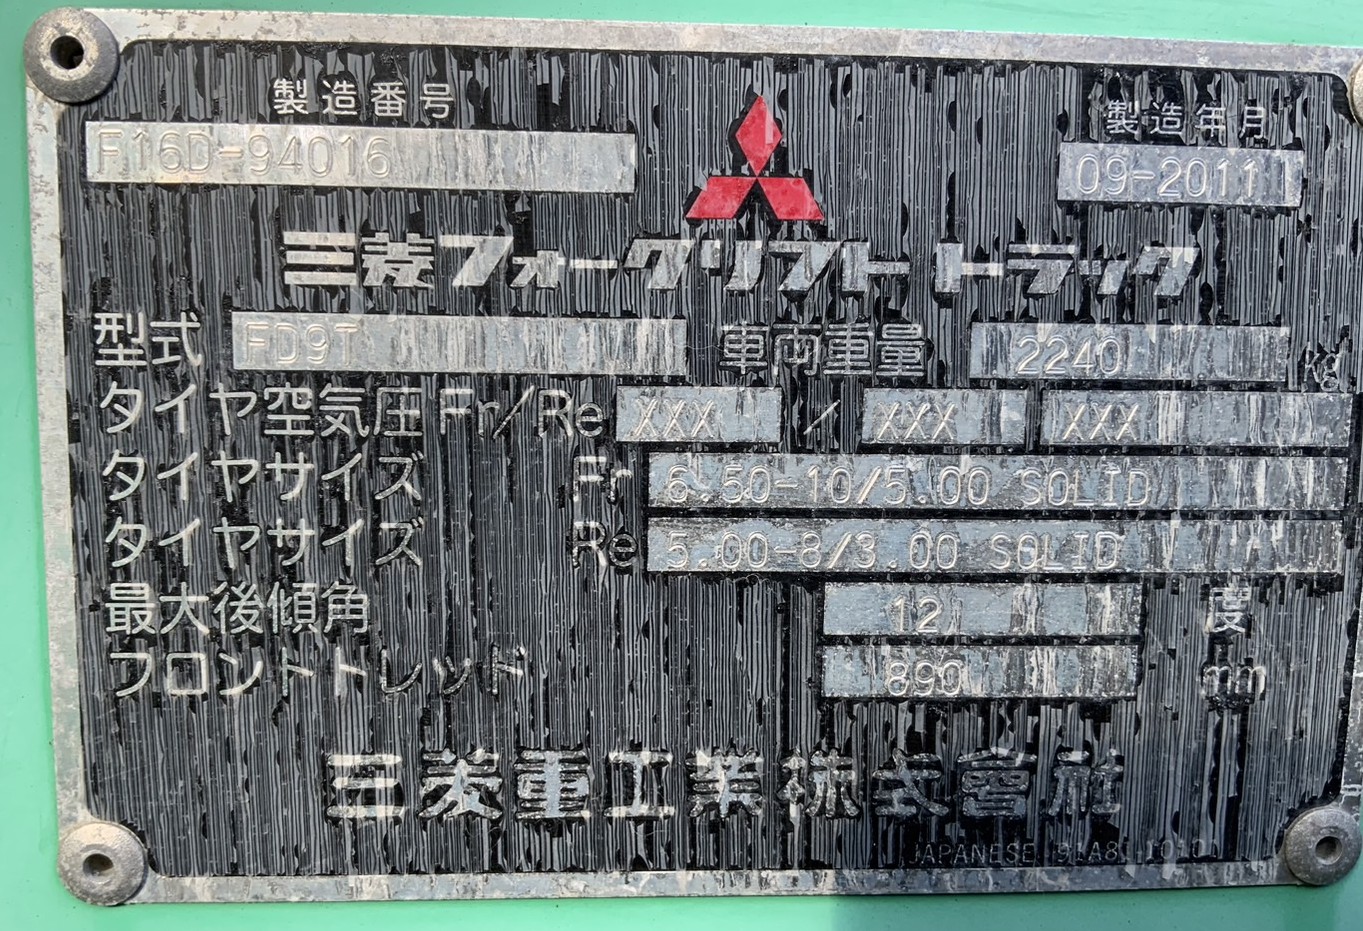 製造番号
製造年月
F16D-94016
09-2011
三菱フォークリフト トラック
型式 FD9T 車両重量 2240 Kg
タイヤ空気圧 Fr/Re XXX / XXX XXX
タイヤサイズ Fr 6.50-10/5.00 SOLID
タイヤサイズ Re 5.00-8/3.00 SOLID
最大後傾角 12 度
フロントトレッド 890 mm
三菱重工業株式會社
JAPANESE